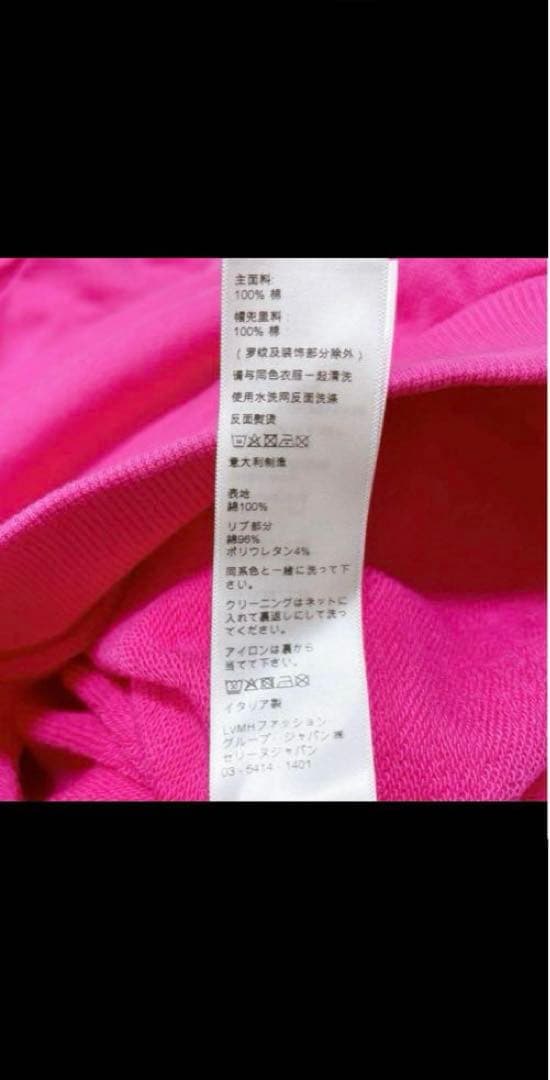 主面料:
100% 棉
帽兜里料:
100% 棉
(罗纹及装饰部分除外)
请与同色衣服一起清洗
使用水洗网反面洗涤
反面熨烫
意大利制造
表地
綿100%
リブ部分
綿96%
ポリウレタン4%
同系色と一緒に洗って下
さい。
クリーニングはネットに
入れて裏返しにして洗っ
てください。
アイロンは裏から
当てて下さい。
イタリア製
LVMHファッション
グループ・ジャパン㈱
セリーヌジャパン
03-5414-1401